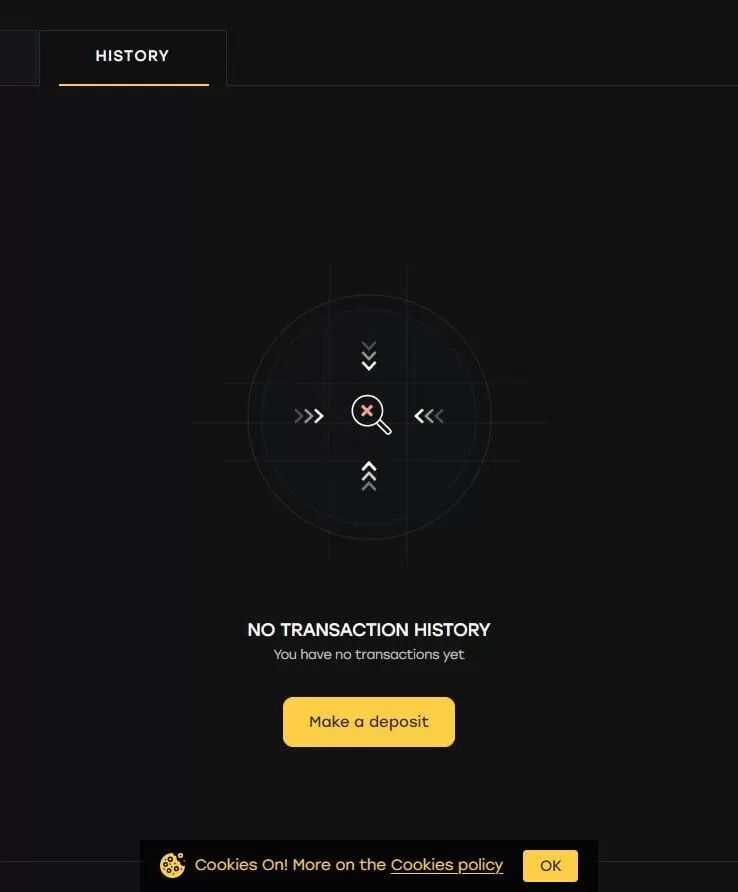 HISTORY
NO TRANSACTION HISTORY
You have no transactions yet
Make a deposit
Cookies On! More on the Cookies policy
OK